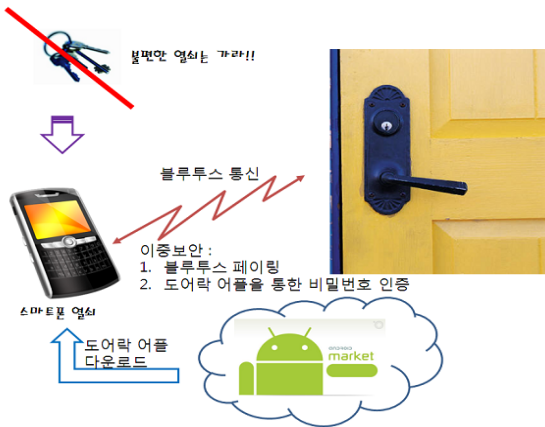 불편한 열쇠는 가라!!
블루투스 통신
이중보안 :
1. 블루투스 페이링
2. 도어락 어플을 통한 비밀번호 인증
스마트폰 열쇠
도어락 어플
다운로드
ANDROID
market